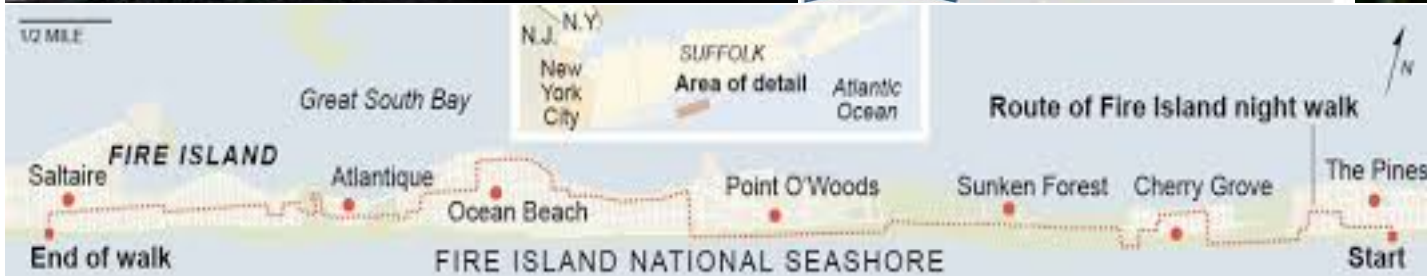 1/2 MILE
N.Y.
N.J.
New
York
City
SUFFOLK
Area of detail
Atlantic
Ocean
N
Great South Bay
Route of Fire Island night walk
FIRE ISLAND
Saltaire
Atlantique
Ocean Beach
Point O'Woods
Sunken Forest
Cherry Grove
The Pines
End of walk
FIRE ISLAND NATIONAL SEASHORE
Start